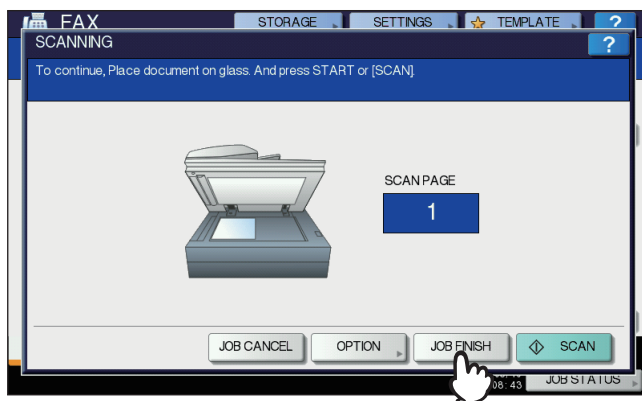 FAX STORAGE SETTINGS TEMPLATE ?
SCANNING ?
To continue, Place document on glass. And press START or [SCAN].
SCAN PAGE
1
JOB CANCEL OPTION JOB FINISH SCAN
08:43 JOB STATUS